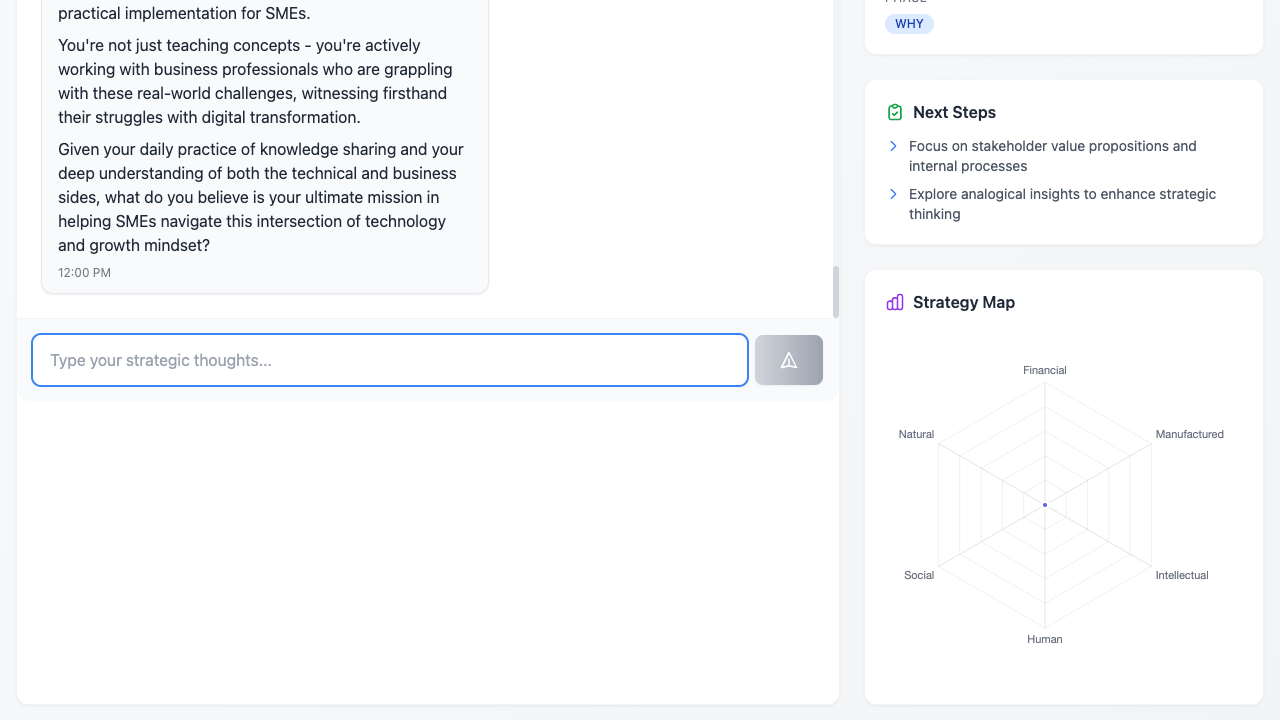 practical implementation for SMEs.
You're not just teaching concepts - you're actively
working with business professionals who are grappling
with these real-world challenges, witnessing firsthand
their struggles with digital transformation.
Given your daily practice of knowledge sharing and your
deep understanding of both the technical and business
sides, what do you believe is your ultimate mission in
helping SMEs navigate this intersection of technology
and growth mindset?
12:00 PM
Type your strategic thoughts...
WHY
Next Steps
Focus on stakeholder value propositions and
internal processes
Explore analogical insights to enhance strategic
thinking
Strategy Map
Financial
Natural
Manufactured
Social
Intellectual
Human